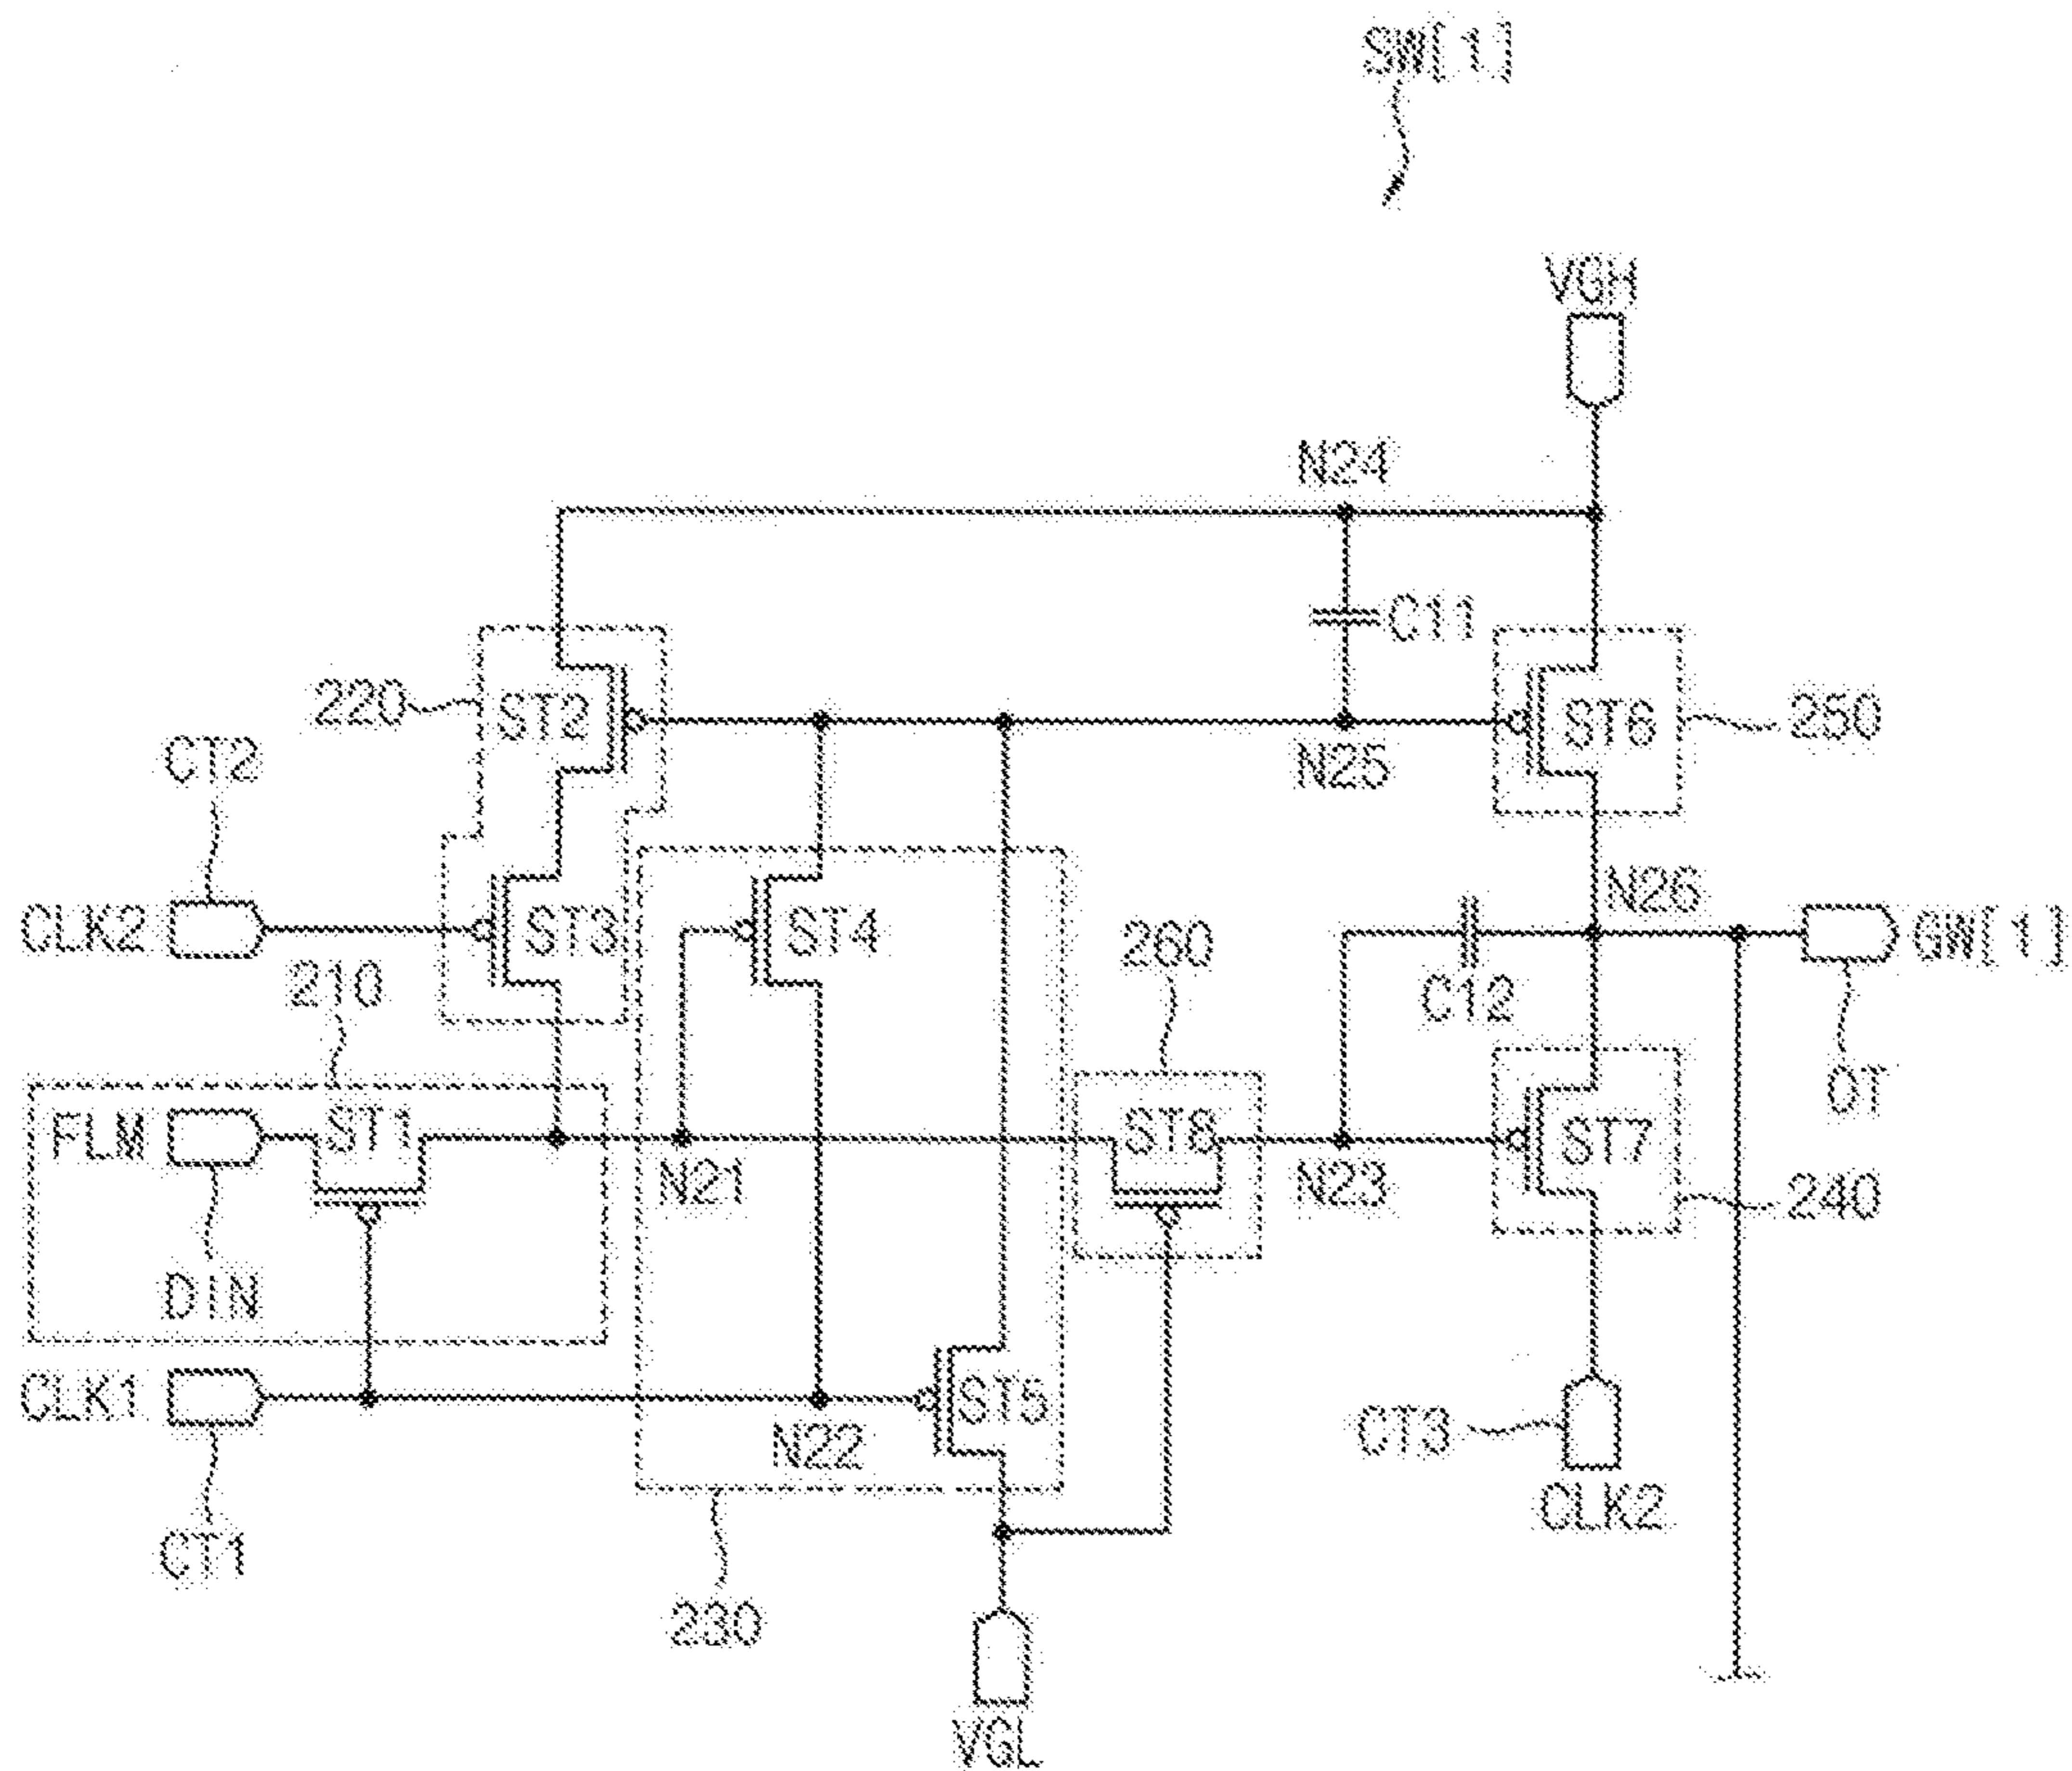 SW[1]
VGH
N24
C11
220
ST2
ST6
250
CT2
N25
N26
CLK2
ST3
ST4
260
GW[1]
210
C12
OT
FLM
ST1
ST8
ST7
N21
N23
240
DIN
CLK1
ST5
CT3
N22
CLK2
CT1
230
VGL